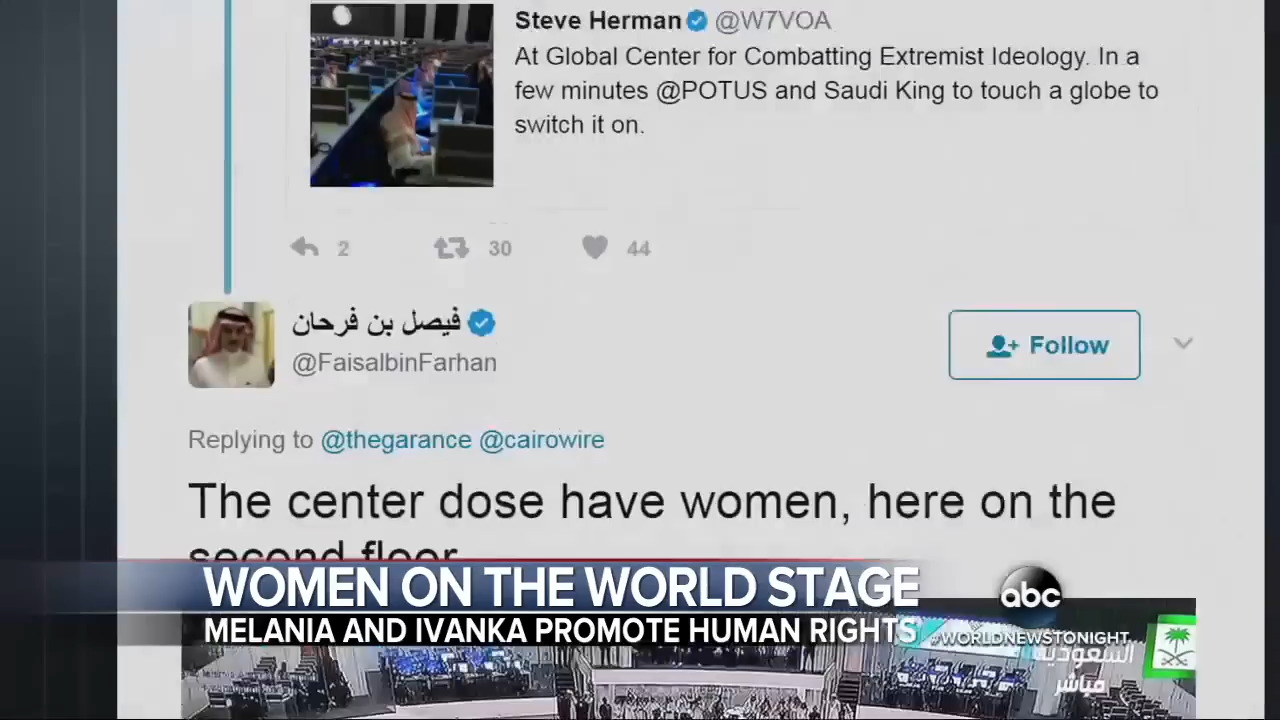 Steve Herman @W7VOA
At Global Center for Combatting Extremist Ideology. In a
few minutes @POTUS and Saudi King to touch a globe to
switch it on.
2 30 44
فيصل بن فرحان
@FaisalbinFarhan
Follow
Replying to @thegarance @cairowire
The center dose have women, here on the
second floor
WOMEN ON THE WORLD STAGE
abc
MELANIA AND IVANKA PROMOTE HUMAN RIGHTS
#WORLDNEWSTONIGHT
السعودية
مباشر